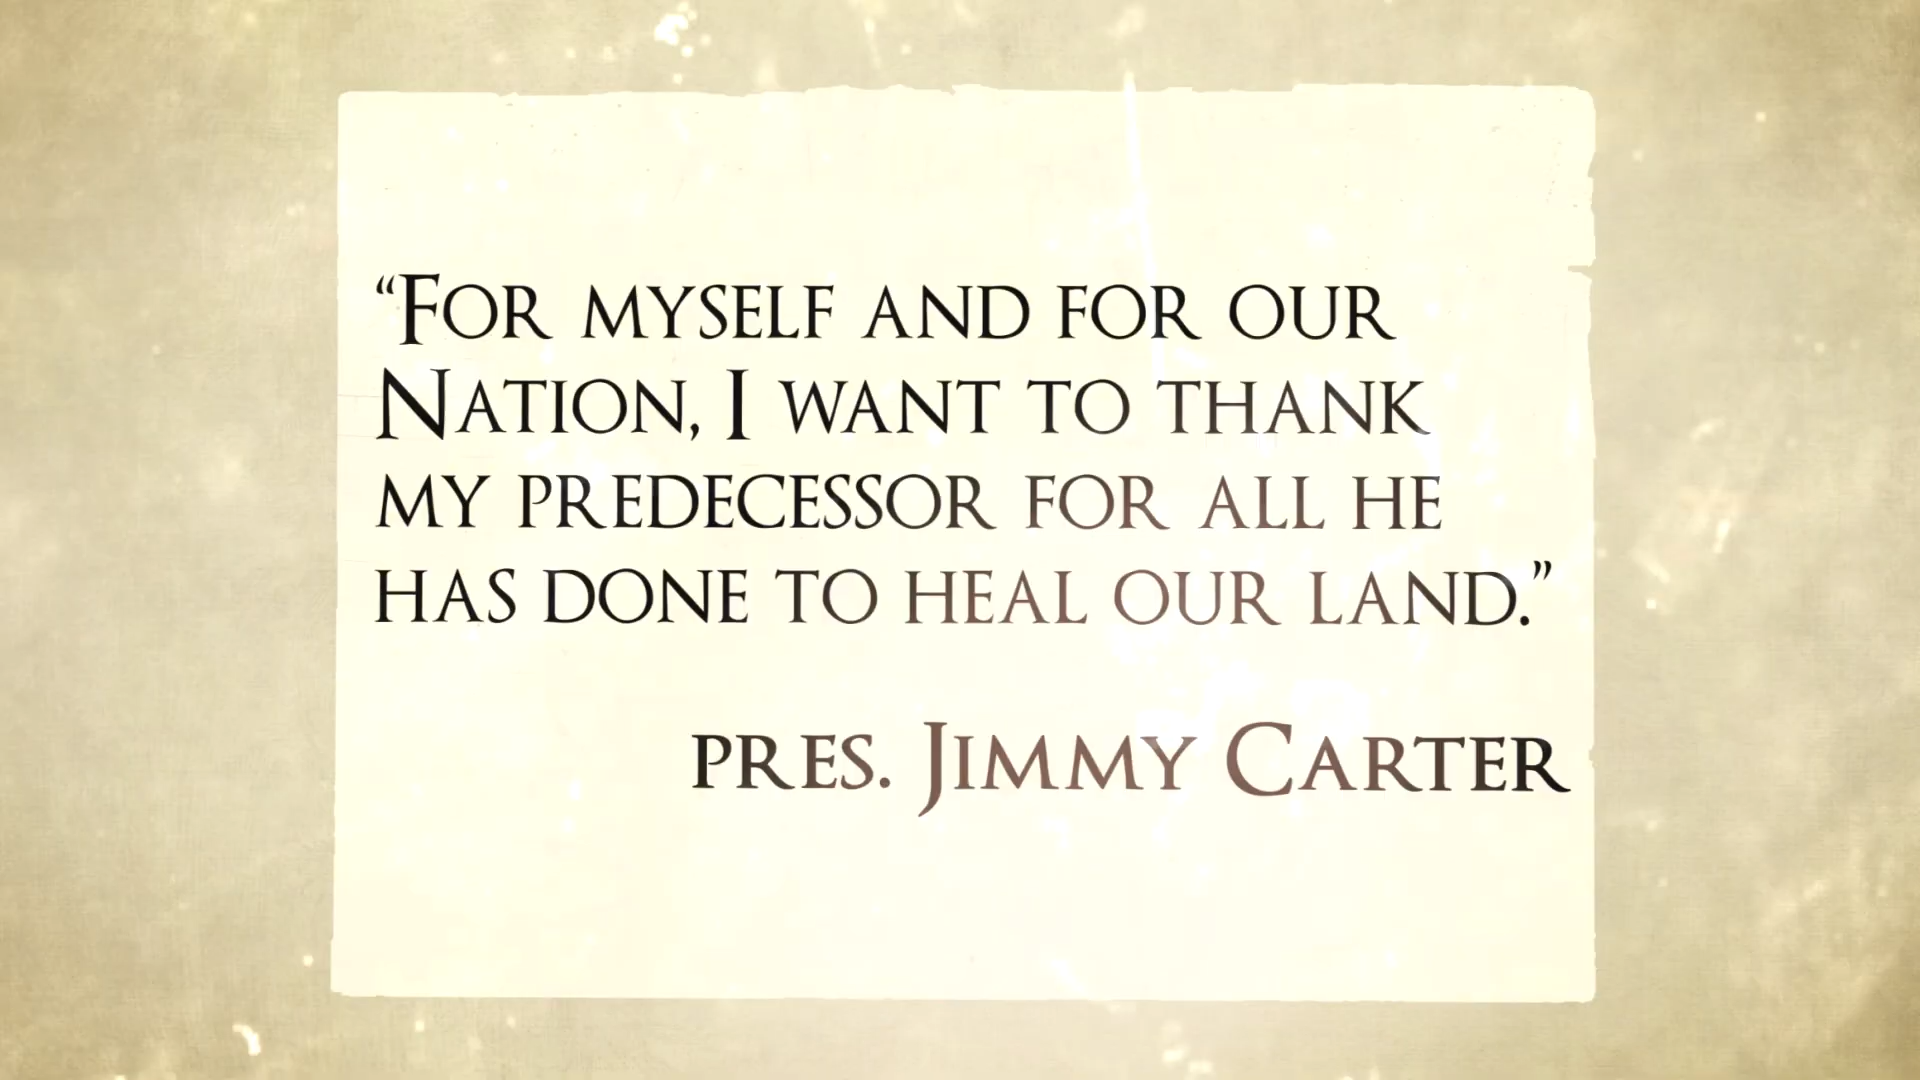 “For myself and for our
Nation, I want to thank
my predecessor for all he
has done to heal our land.”
pres. Jimmy Carter